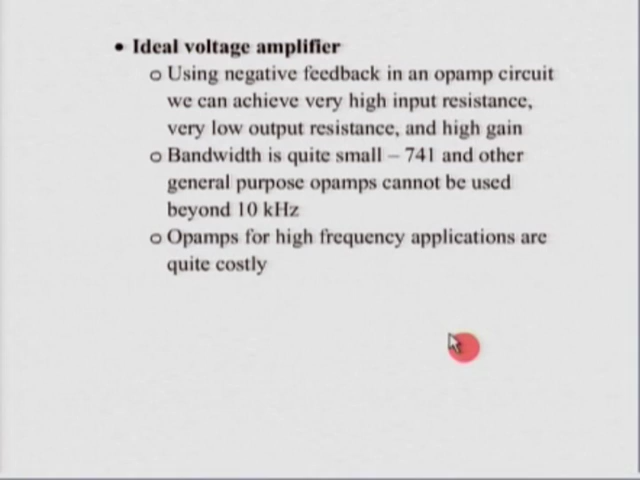 • Ideal voltage amplifier
o Using negative feedback in an opamp circuit
we can achieve very high input resistance,
very low output resistance, and high gain
o Bandwidth is quite small – 741 and other
general purpose opamps cannot be used
beyond 10 kHz
o Opamps for high frequency applications are
quite costly